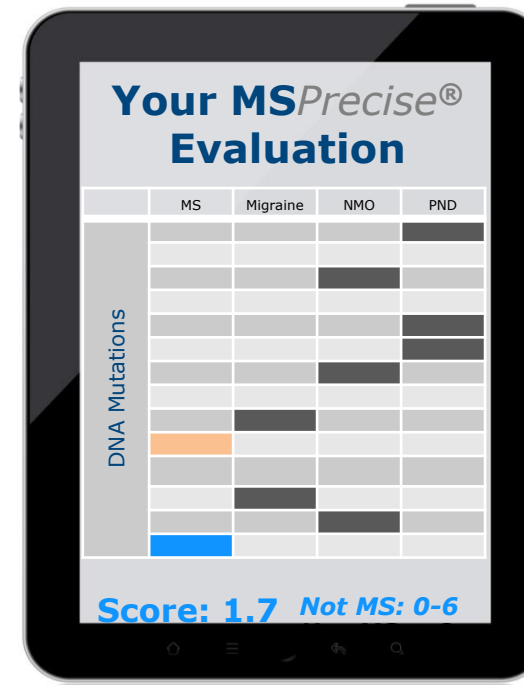 Your MSPrecise®
Evaluation
MS Migraine NMO PND
DNA Mutations
Score: 1.7 Not MS: 0-6